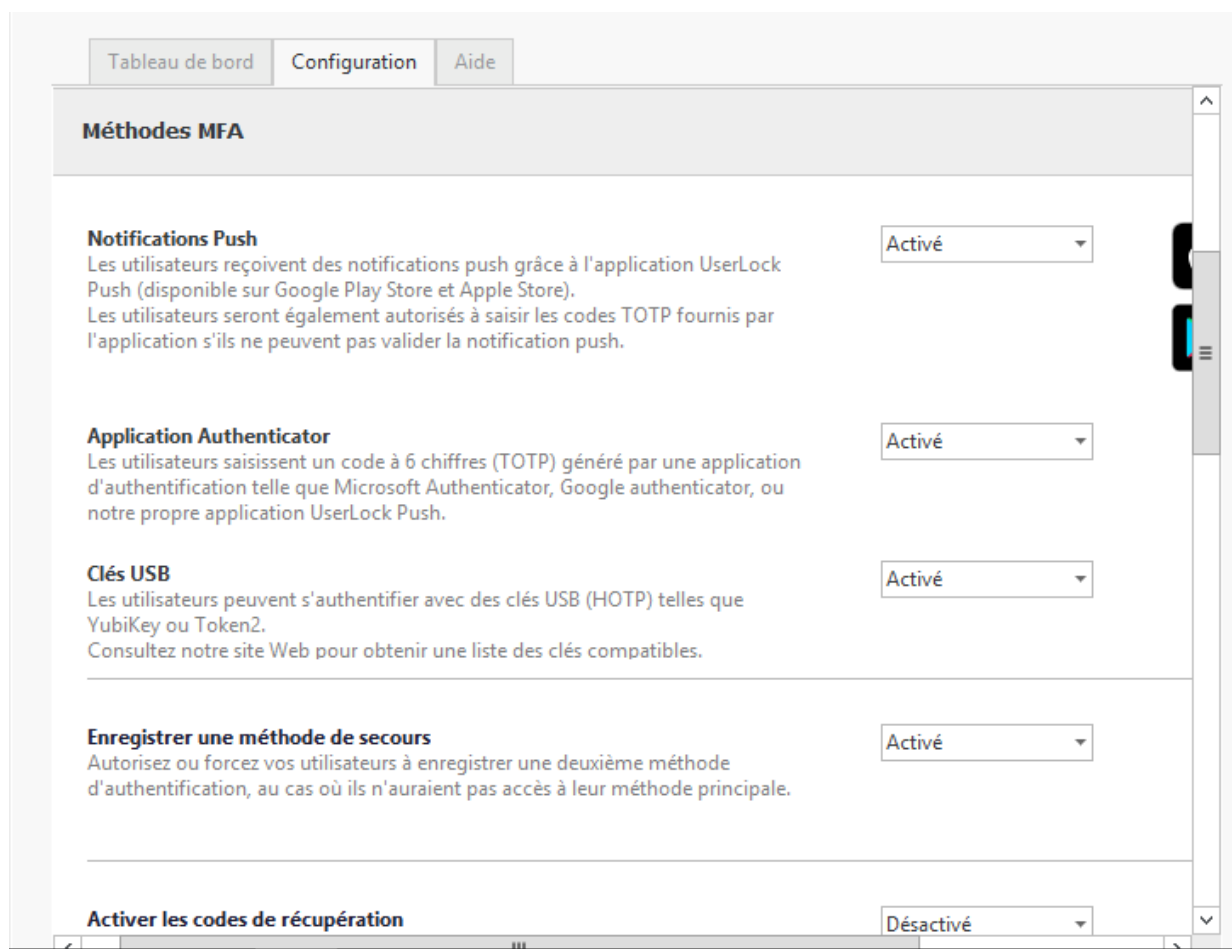 Tableau de bord Configuration Aide
Méthodes MFA
Notifications Push Activé
Les utilisateurs reçoivent des notifications push grâce à l'application UserLock
Push (disponible sur Google Play Store et Apple Store).
Les utilisateurs seront également autorisés à saisir les codes TOTP fournis par
l'application s'ils ne peuvent pas valider la notification push.
Application Authenticator Activé
Les utilisateurs saisissent un code à 6 chiffres (TOTP) généré par une application
d'authentification telle que Microsoft Authenticator, Google authenticator, ou
notre propre application UserLock Push.
Clés USB Activé
Les utilisateurs peuvent s'authentifier avec des clés USB (HOTP) telles que
YubiKey ou Token2.
Consultez notre site Web pour obtenir une liste des clés compatibles.
Enregistrer une méthode de secours Activé
Autorisez ou forcez vos utilisateurs à enregistrer une deuxième méthode
d'authentification, au cas où ils n'auraient pas accès à leur méthode principale.
Activer les codes de récupération Désactivé